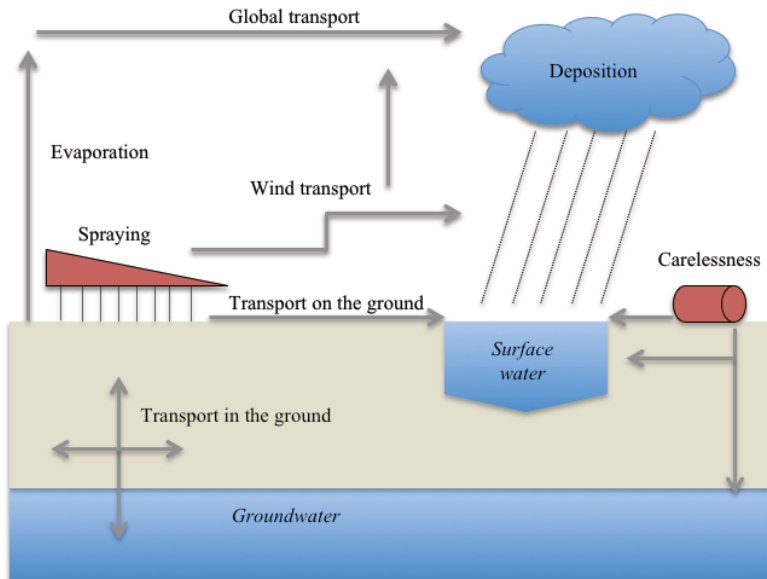 Global transport
Deposition
Evaporation
Wind transport
Spraying
Carelessness
Transport on the ground
Surface
water
Transport in the ground
Groundwater